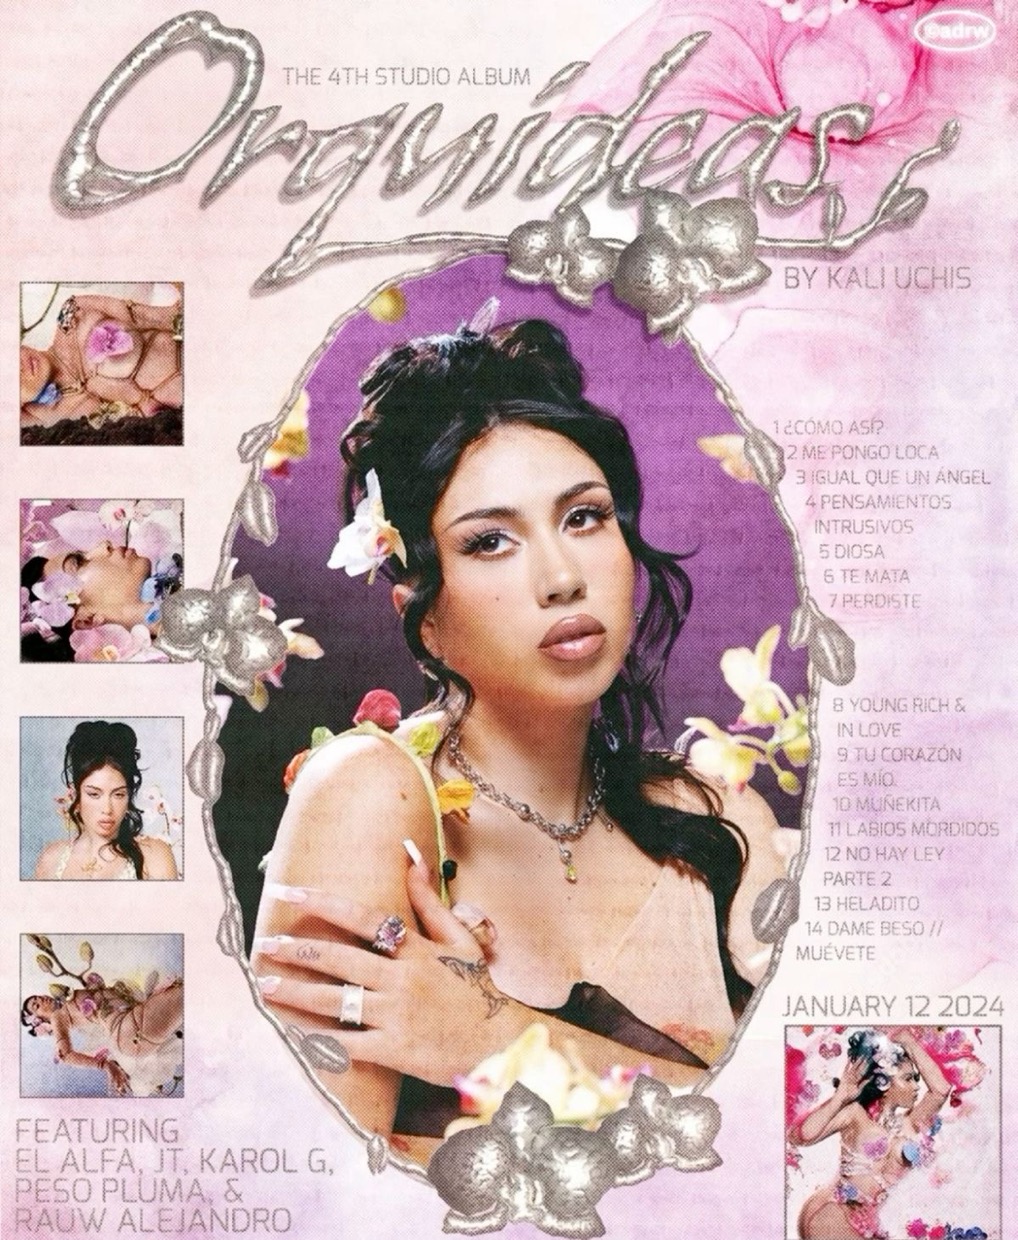 @adrw
THE 4TH STUDIO ALBUM
Orquídeas
BY KALI UCHIS
1 ¿CÓMO ASÍ?
2 ME PONGO LOCA
3 IGUAL QUE UN ÁNGEL
4 PENSAMIENTOS
INTRUSIVOS
5 DIOSA
6 TE MATA
7 PERDISTE
8 YOUNG RICH &
IN LOVE
9 TU CORAZÓN
ES MÍO.
10 MUÑEKITA
11 LABIOS MORDIDOS
12 NO HAY LEY
PARTE 2
13 HELADITO
14 DAME BESO //
MUÉVETE
JANUARY 12 2024
FEATURING
EL ALFA, JT, KAROL G,
PESO PLUMA, &
RAUW ALEJANDRO